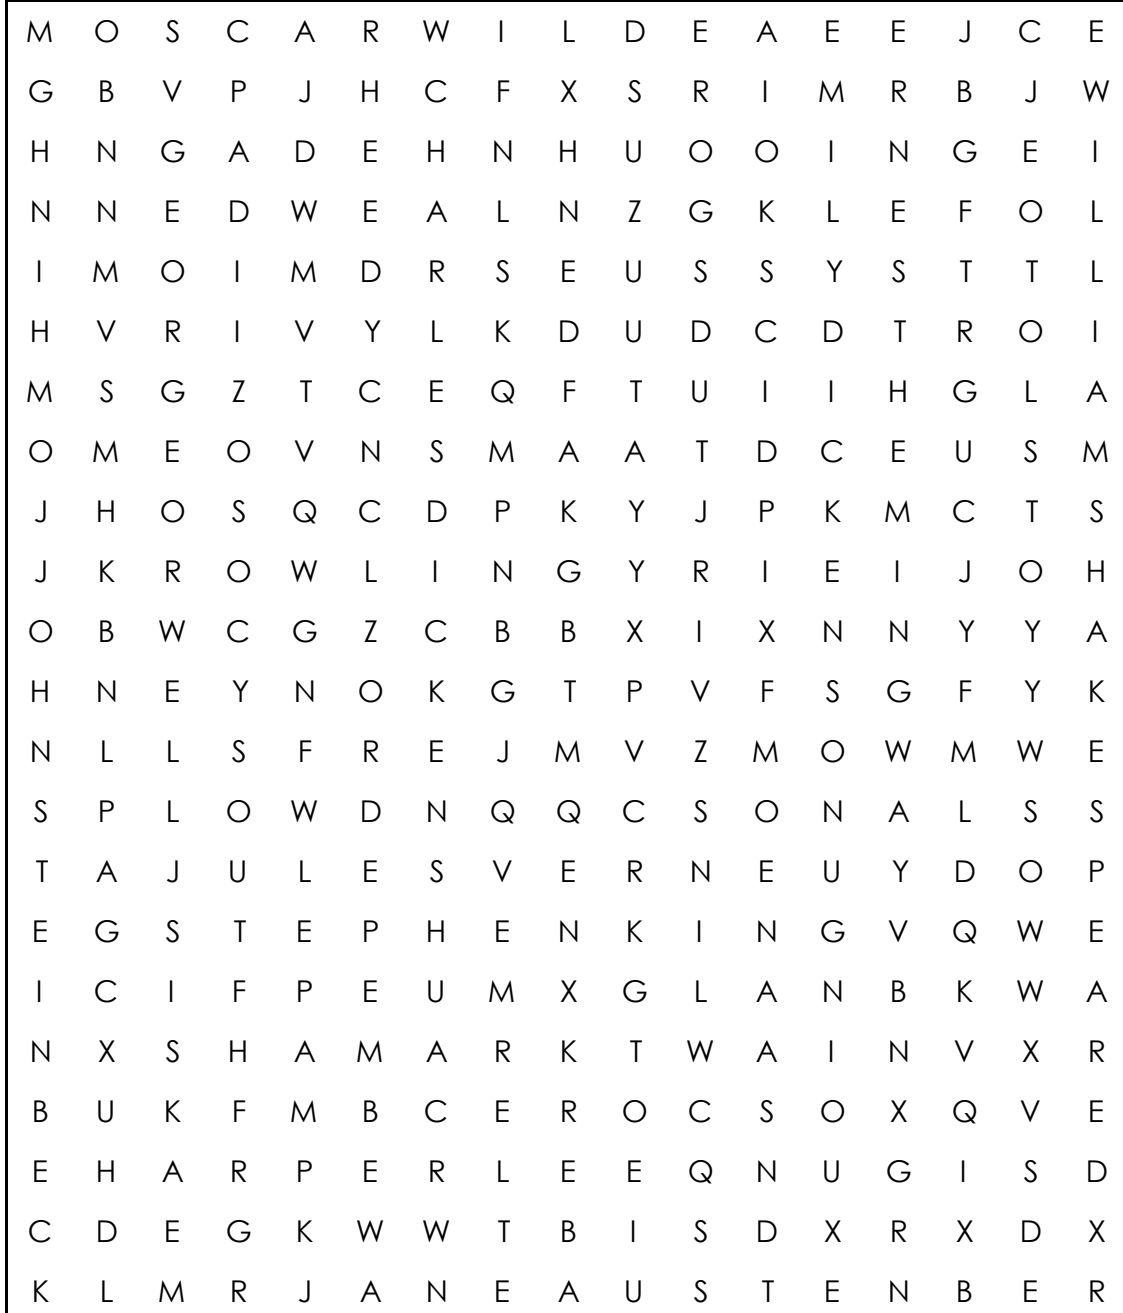 M O S C A R W I L D E A E E J C E
G B V P J H C F X S R I M R B J W
H N G A D E H N H U O O I N G E I
N N E D W E A L N Z G K L E F O L
I M O I M D R S E U S S Y S T T L
H V R I V Y L K D U D C D T R O I
M S G Z T C E Q F T U I I H G L A
O M E O V N S M A A T D C E U S M
J H O S Q C D P K Y J P K M C T S
J K R O W L I N G Y R I E I J O H
O B W C G Z C B B X I X N N Y Y A
H N E Y N O K G T P V F S G F Y K
N L L S F R E J M V Z M O W M W E
S P L O W D N Q Q C S O N A L S S
T A J U L E S V E R N E U Y D O P
E G S T E P H E N K I N G V Q W E
I C I F P E U M X G L A N B K W A
N X S H A M A R K T W A I N V X R
B U K F M B C E R O C S O X Q V E
E H A R P E R L E E Q N U G I S D
C D E G K W W T B I S D X R X D X
K L M R J A N E A U S T E N B E R